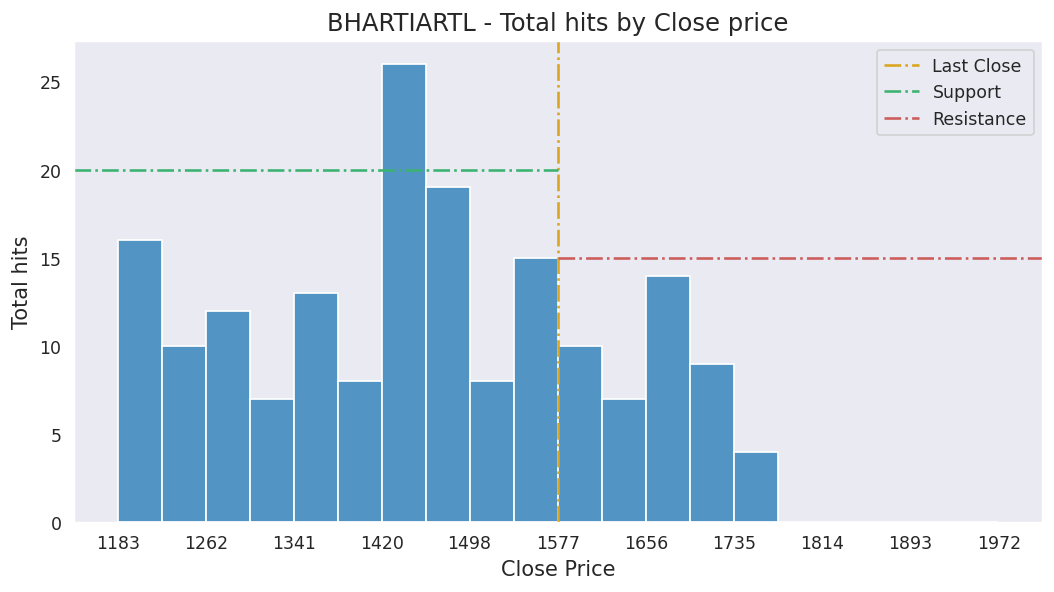 BHARTIARTL - Total hits by Close price
Last Close
Support
Resistance
Total hits
25
20
15
10
5
0
1183 1262 1341 1420 1498 1577 1656 1735 1814 1893 1972
Close Price